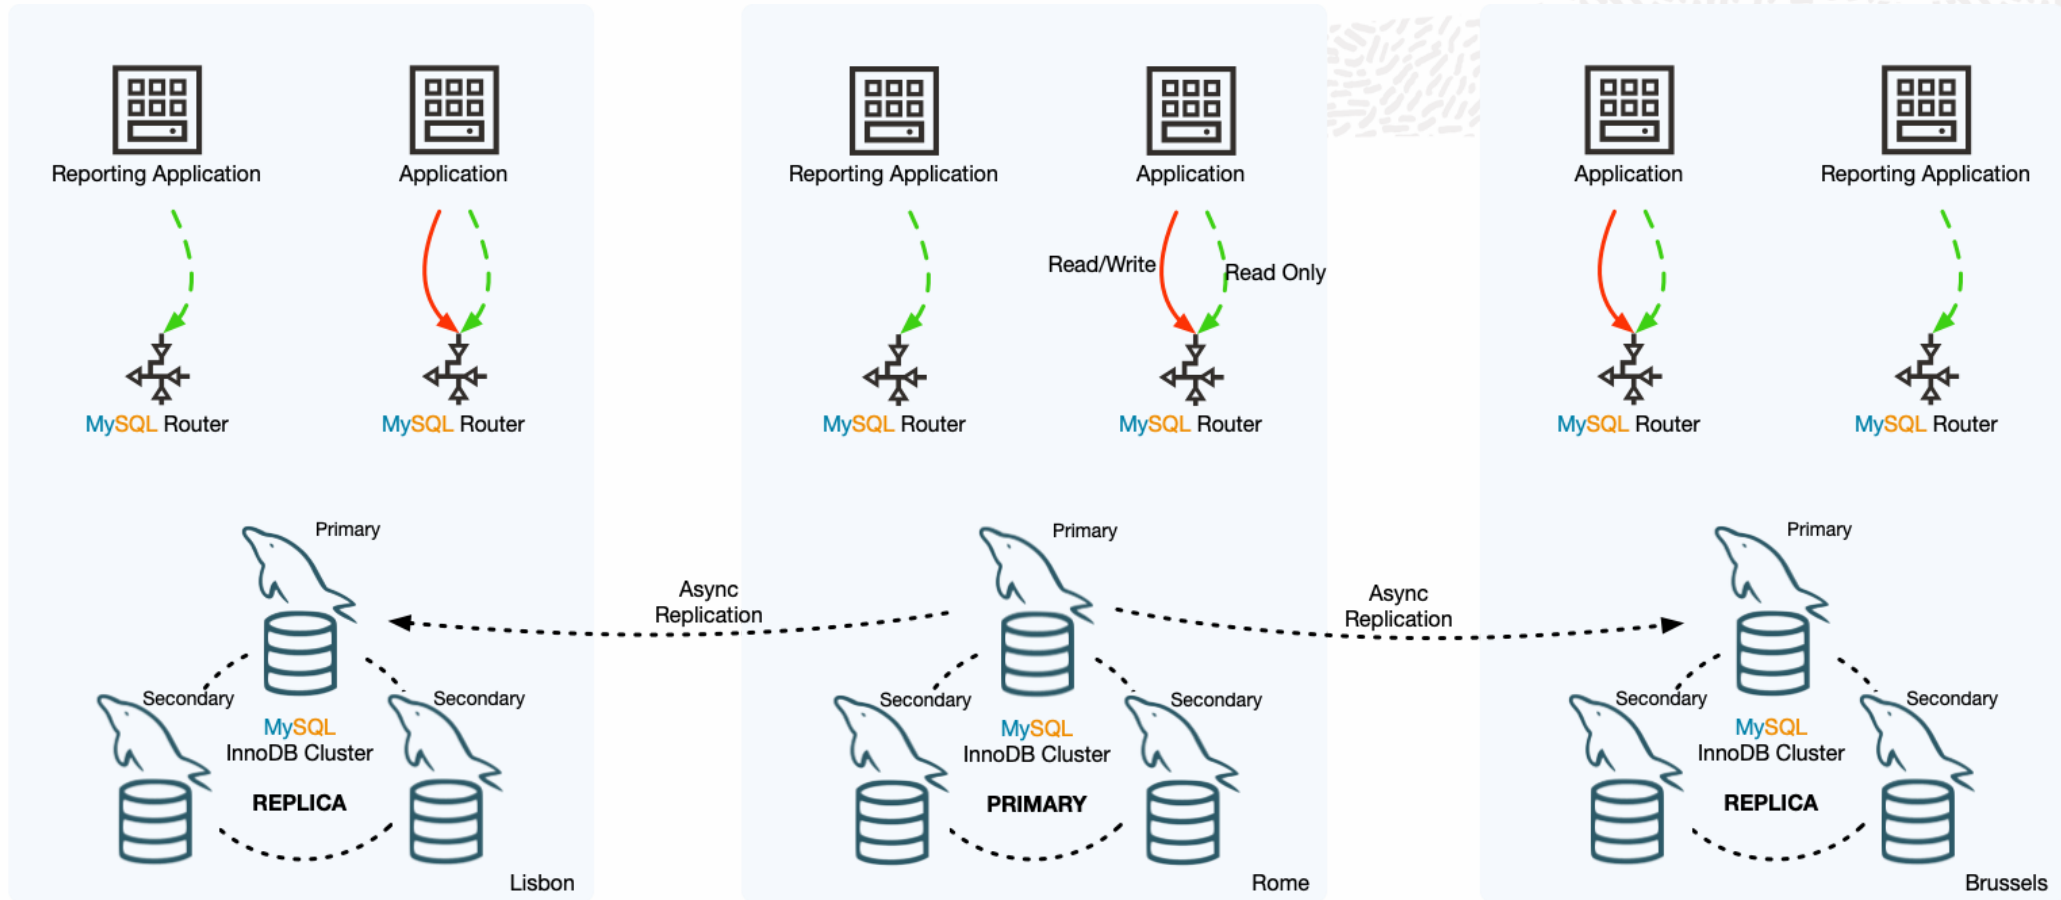 Reporting Application
Application
Reporting Application
Application
Application
Reporting Application
Read/Write
Read Only
MySQL Router
MySQL Router
MySQL Router
MySQL Router
MySQL Router
MySQL Router
Primary
Secondary
Secondary
MySQL
InnoDB Cluster
REPLICA
Lisbon
Async
Replication
Primary
Secondary
Secondary
MySQL
InnoDB Cluster
PRIMARY
Rome
Async
Replication
Primary
Secondary
Secondary
MySQL
InnoDB Cluster
REPLICA
Brussels